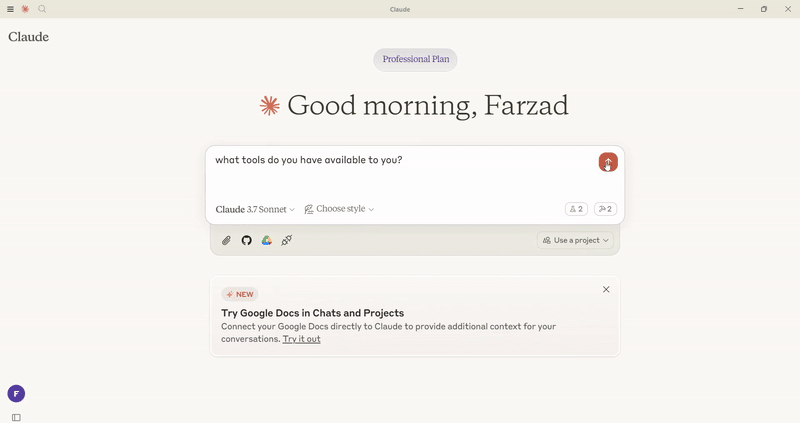 Claude
Claude
Professional Plan
Good morning, Farzad
what tools do you have available to you?
Claude 3.7 Sonnet
Choose style
2
2
Use a project
NEW
Try Google Docs in Chats and Projects
Connect your Google Docs directly to Claude to provide additional context for your
conversations. Try it out
F